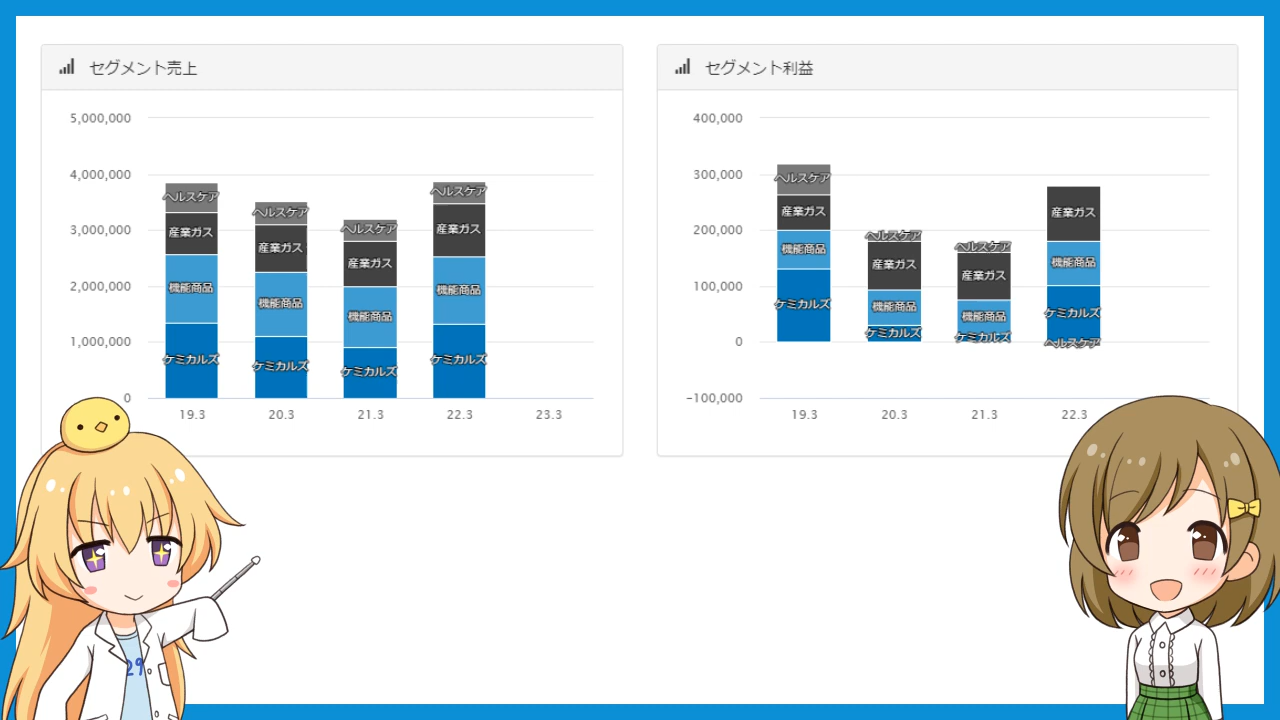 セグメント売上
5,000,000
4,000,000
3,000,000
2,000,000
1,000,000
0
ヘルスケア
産業ガス
機能商品
ケミカルズ
ヘルスケア
産業ガス
機能商品
ケミカルズ
ヘルスケア
産業ガス
機能商品
ケミカルズ
ヘルスケア
産業ガス
機能商品
ケミカルズ
19.3 20.3 21.3 22.3 23.3
セグメント利益
400,000
300,000
200,000
100,000
0
-100,000
ヘルスケア
産業ガス
機能商品
ケミカルズ
ヘルスケア
産業ガス
機能商品
ケミカルズ
ヘルスケア
産業ガス
機能商品
ケミカルズ
産業ガス
機能商品
ケミカルズ
ヘルスケア
19.3 20.3 21.3 22.3
29